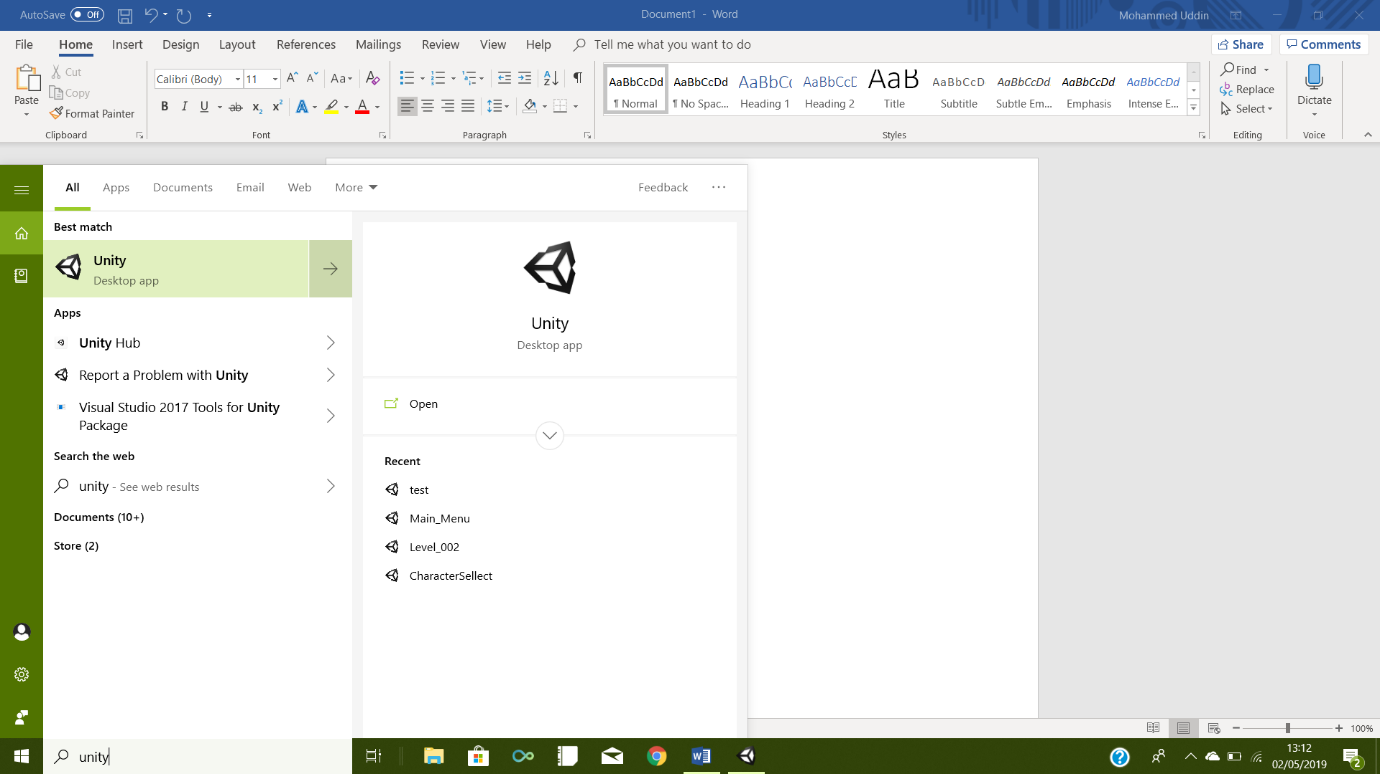 AutoSave Off Document1 - Word Mohammed Uddin
File Home Insert Design Layout References Mailings Review View Help Tell me what you want to do Share Comments
Paste
Cut
Copy
Format Painter
Clipboard
Calibri (Body) 11 A A Aa A
B I U ab x₂ x² A A
Font
A Z ¶
Paragraph
AaBbCcDd AaBbCcDd AaBbCc AaBbCcE AaB AaBbCcD AaBbCcDd AaBbCcDd AaBbCcDd
¶ Normal ¶ No Spac... Heading 1 Heading 2 Title Subtitle Subtle Em... Emphasis Intense E...
Styles
Find
Replace
Select
Editing
Dictate
Voice
All Apps Documents Email Web More Feedback ...
Best match
Unity
Desktop app
Apps
Unity Hub
Report a Problem with Unity
Visual Studio 2017 Tools for Unity
Package
Search the web
unity - See web results
Documents (10+)
Store (2)
Unity
Desktop app
Open
Recent
test
Main_Menu
Level_002
CharacterSellect
100%
unity
13:12
02/05/2019
2